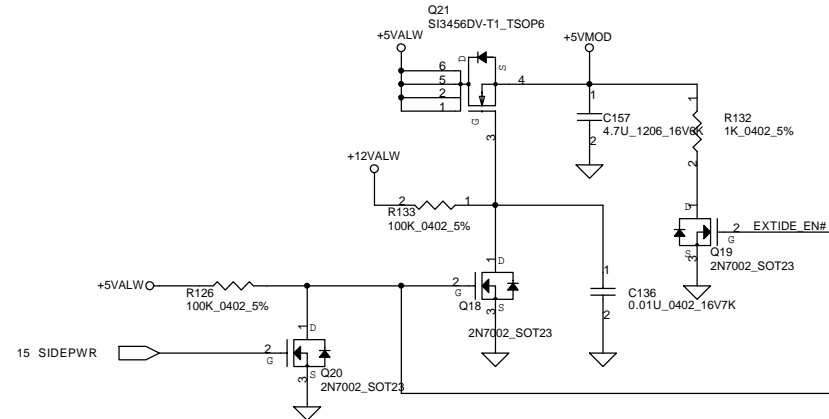 Q21
SI3456DV-T1_TSOP6
+5VALW
+5VMOD
D
S
6
5
2
1
4
G
3
1
C157
4.7U_1206_16V6K
2
1
R132
1K_0402_5%
2
+12VALW
2
1
R133
100K_0402_5%
1
D
2
G
EXTIDE_EN#
S
3
Q19
2N7002_SOT23
1
D
2
G
Q18
S
3
2N7002_SOT23
1
C136
0.01U_0402_16V7K
2
+5VALW
R126
100K_0402_5%
1
D
15 SIDEPWR
2
G
S
3
Q20
2N7002_SOT23